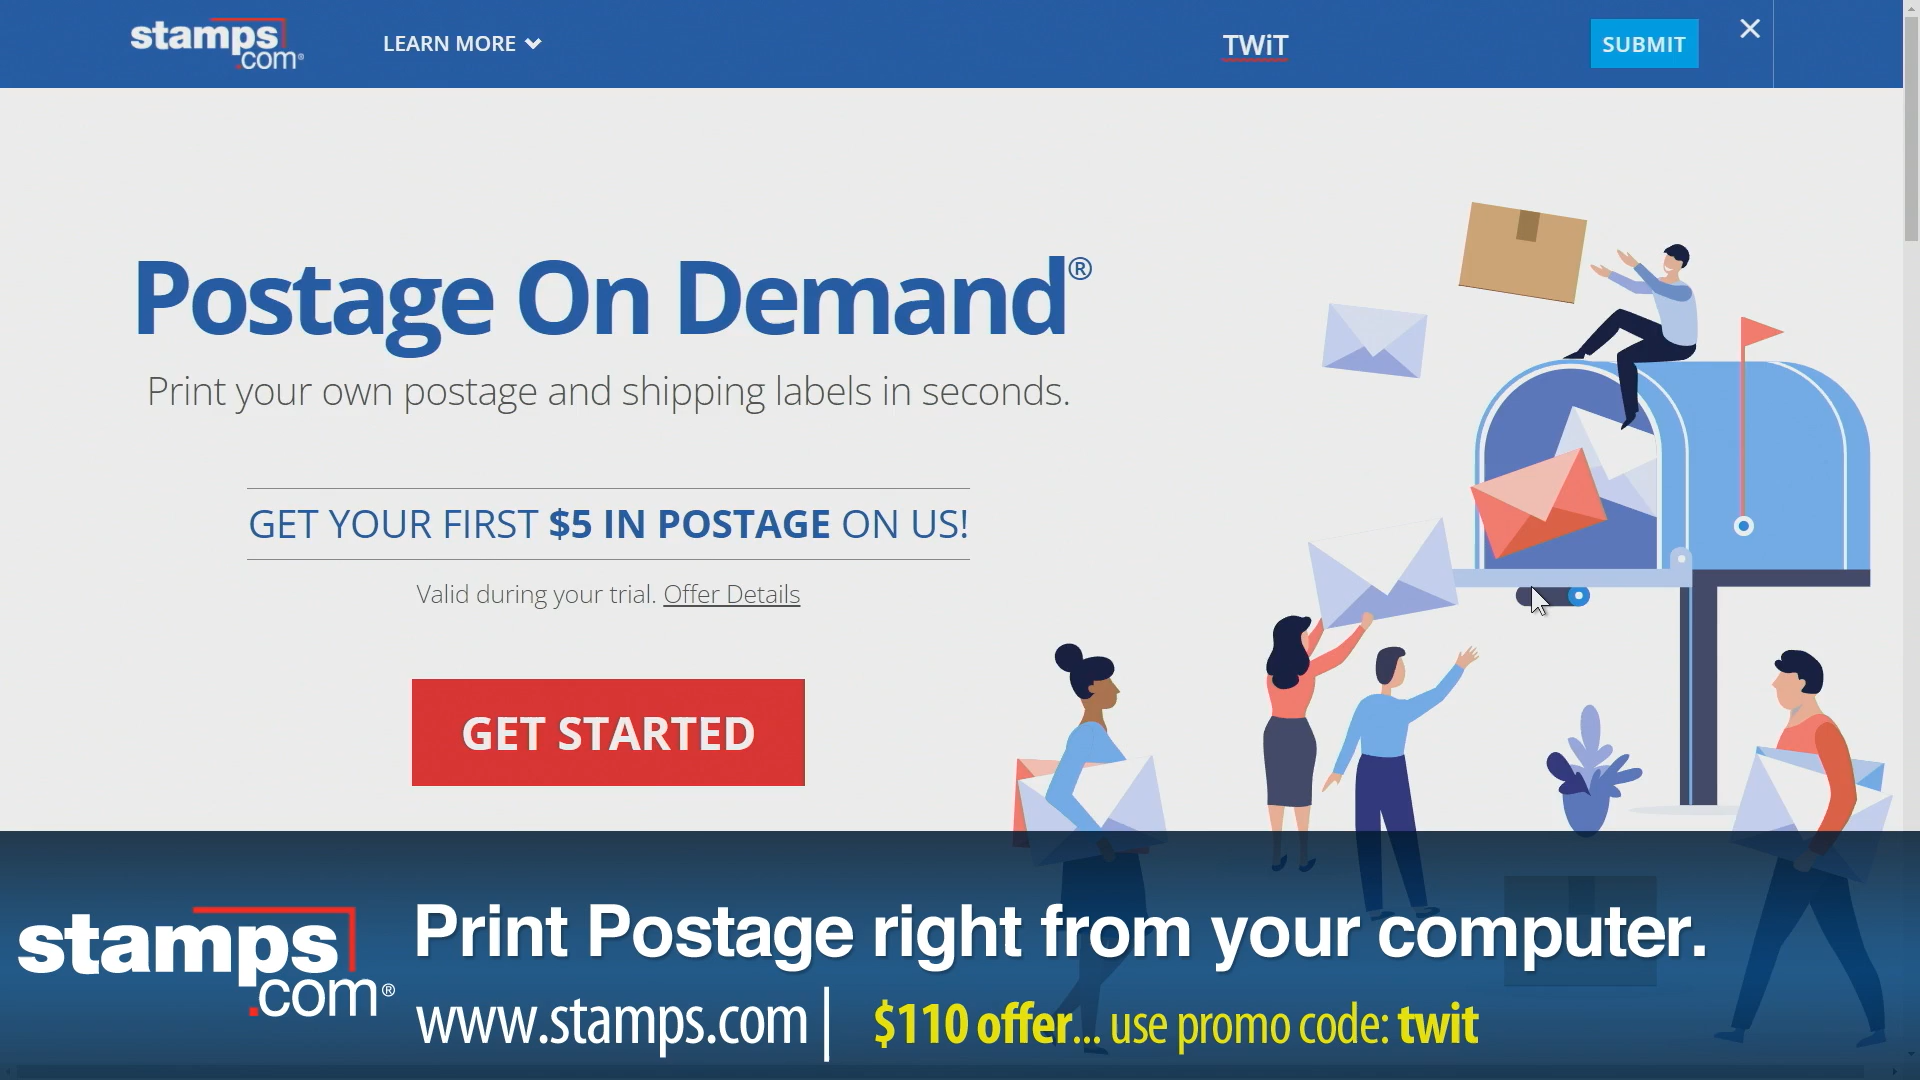 stamps
.com®
LEARN MORE
TWiT
SUBMIT
Postage On Demand®
Print your own postage and shipping labels in seconds.
GET YOUR FIRST $5 IN POSTAGE ON US!
Valid during your trial. Offer Details
GET STARTED
stamps
.com®
Print Postage right from your computer.
www.stamps.com | $110 offer... use promo code: twit